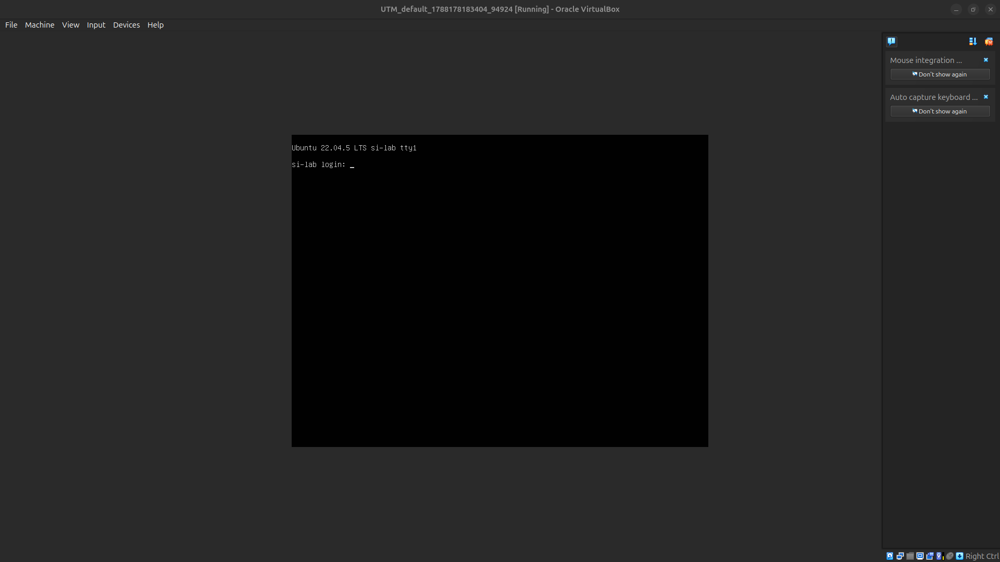 UTM_default_1788178183404_94924 [Running] - Oracle VirtualBox
File Machine View Input Devices Help
Mouse integration ...
Don't show again
Auto capture keyboard ...
Don't show again
Ubuntu 22.04.5 LTS si-lab tty1
si-lab login: _
Right Ctrl